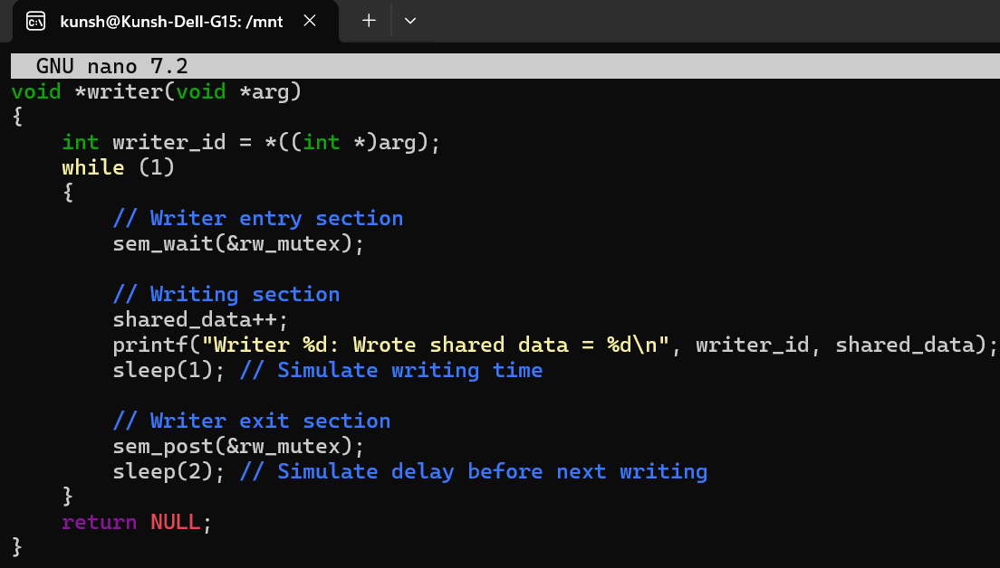 kunsh@Kunsh-Dell-G15: /mnt
GNU nano 7.2
void *writer(void *arg)
{
    int writer_id = *((int *)arg);
    while (1)
    {
        // Writer entry section
        sem_wait(&rw_mutex);

        // Writing section
        shared_data++;
        printf("Writer %d: Wrote shared data = %d\n", writer_id, shared_data);
        sleep(1); // Simulate writing time

        // Writer exit section
        sem_post(&rw_mutex);
        sleep(2); // Simulate delay before next writing
    }
    return NULL;
}